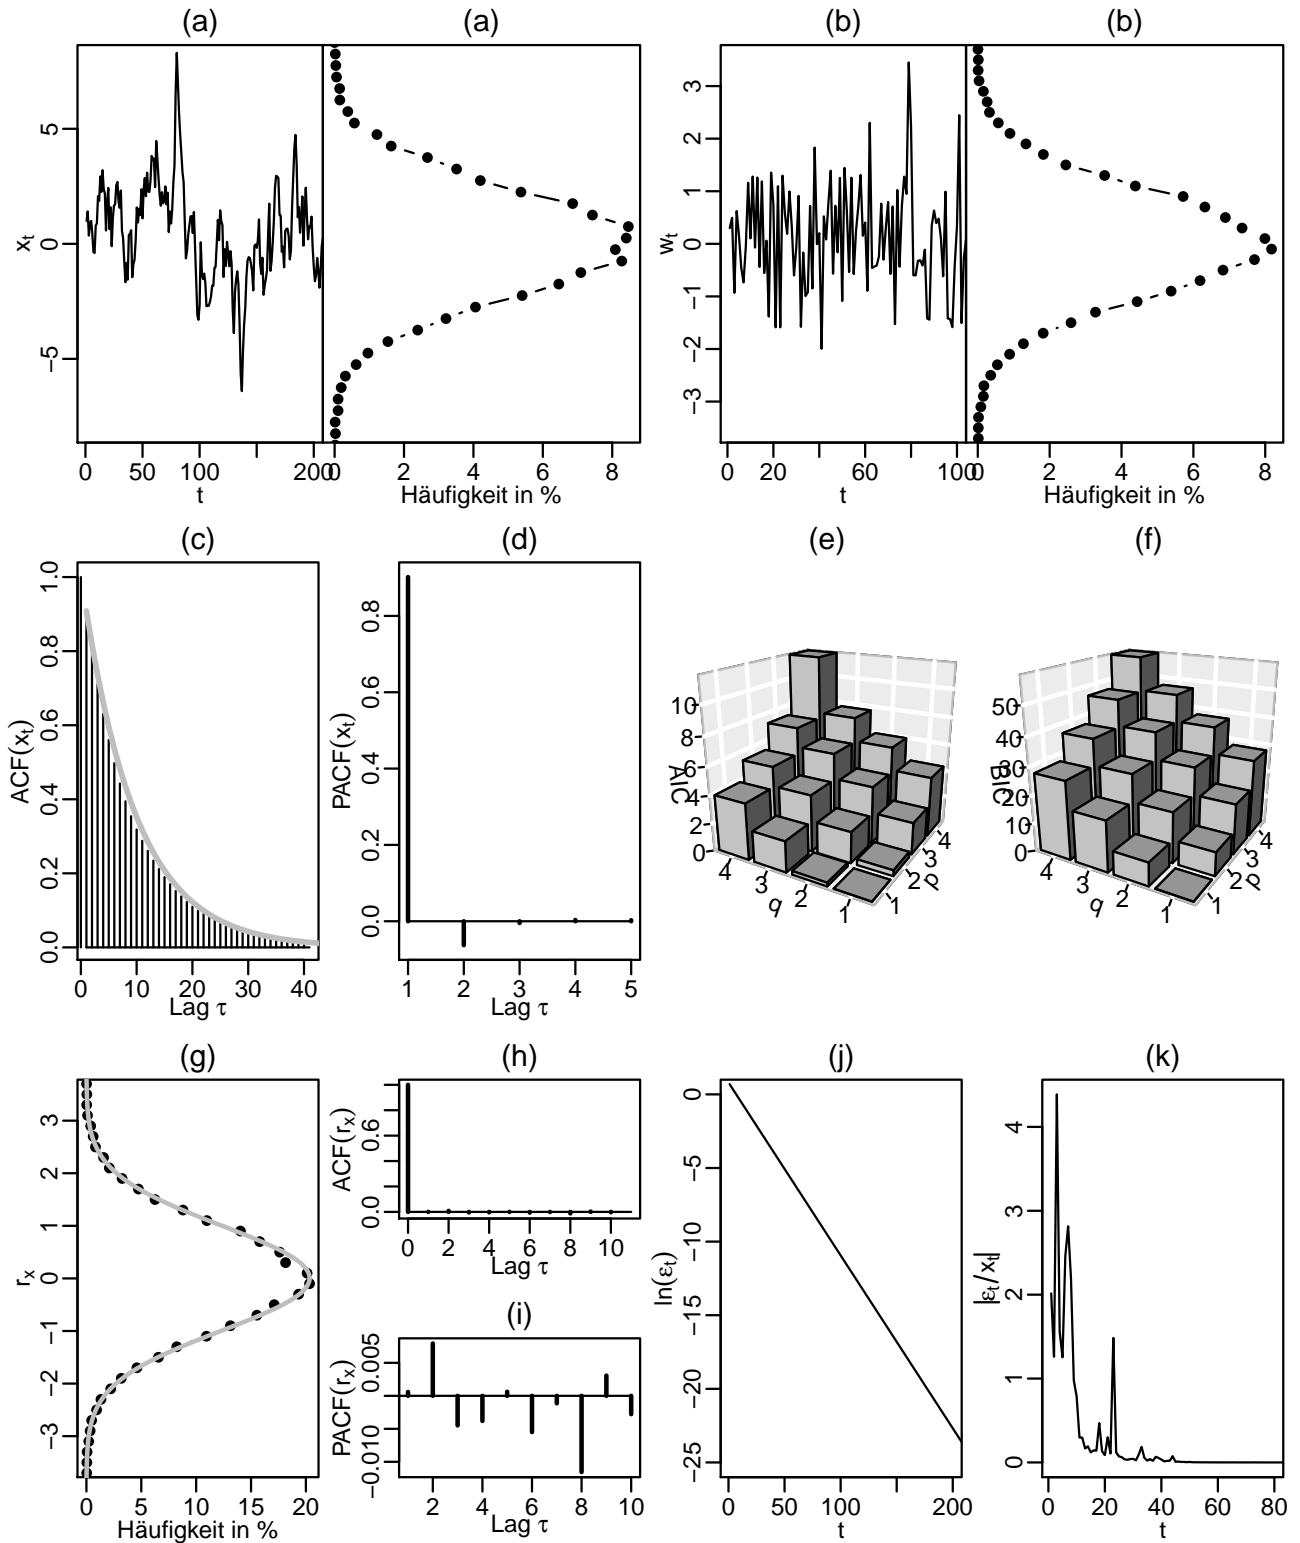 (a) (a) (b) (b)
x_t
5
0
−5
0 50 100 200
t
0 2 4 6 8
Häufigkeit in %
w_t
3
2
1
0
−1
−2
−3
0 20 60 100
t
0 2 4 6 8
Häufigkeit in %
(c) (d) (e) (f)
ACF(x_t)
1.0
0.8
0.6
0.4
0.2
0.0
0 10 20 30 40
Lag τ
PACF(x_t)
0.8
0.6
0.4
0.2
0.0
1 2 3 4 5
Lag τ
AIC
10
8
6
4
2
0
4 3 2 1
q
1 2 3 4
p
BIC
50
40
30
20
10
0
4 3 2 1
q
1 2 3 4
p
(g) (h) (j) (k)
r_x
3
2
1
0
−1
−2
−3
0 5 10 15 20
Häufigkeit in %
ACF(r_x)
0.6
0.0
0 2 4 6 8 10
Lag τ
(i)
PACF(r_x)
0.005
−0.010
2 4 6 8 10
Lag τ
ln(ε_t)
0
−5
−10
−15
−20
−25
0 50 100 200
t
|ε_t/x_t|
4
3
2
1
0
0 20 40 60 80
t